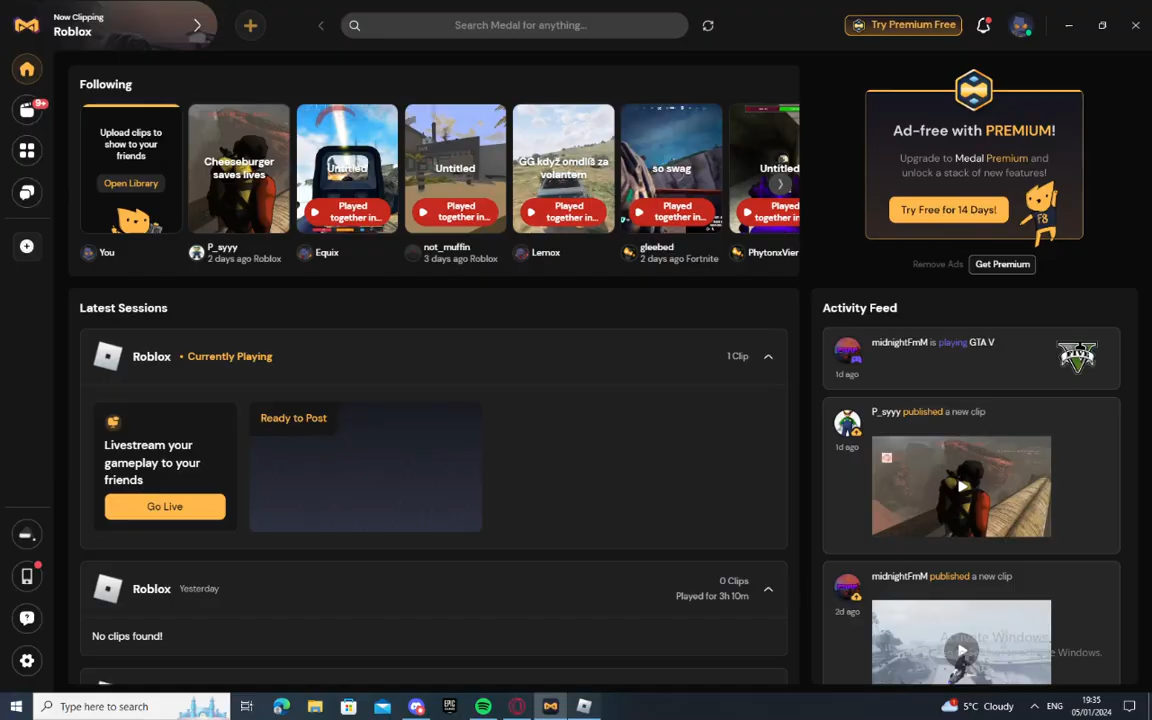 Now Clipping
Roblox
Search Medal for anything...
Try Premium Free
9+
Following
Upload clips to
show to your
friends
Open Library
You
Cheeseburger
saves lives
P_syyy
2 days ago Roblox
Untitled
Played
together in...
Equix
Untitled
Played
together in...
not_muffin
3 days ago Roblox
GG když omdlíš za
volantem
Played
together in...
Lemox
so swag
Played
together in...
gleebed
2 days ago Fortnite
Untitled
Played
together in...
PhytonxVier
Ad-free with PREMIUM!
Upgrade to Medal Premium and
unlock a stack of new features!
Try Free for 14 Days!
Remove Ads
Get Premium
Latest Sessions
Roblox • Currently Playing
1 Clip
Livestream your
gameplay to your
friends
Go Live
Ready to Post
Roblox Yesterday
0 Clips
Played for 3h 10m
No clips found!
Activity Feed
midnightFmM is playing GTA V
1d ago
FIVE
P_syyy published a new clip
1d ago
midnightFmM published a new clip
2d ago
Activate Windows
Windows.
Type here to search
EPIC
5°C Cloudy
ENG
19:35
05/01/2024